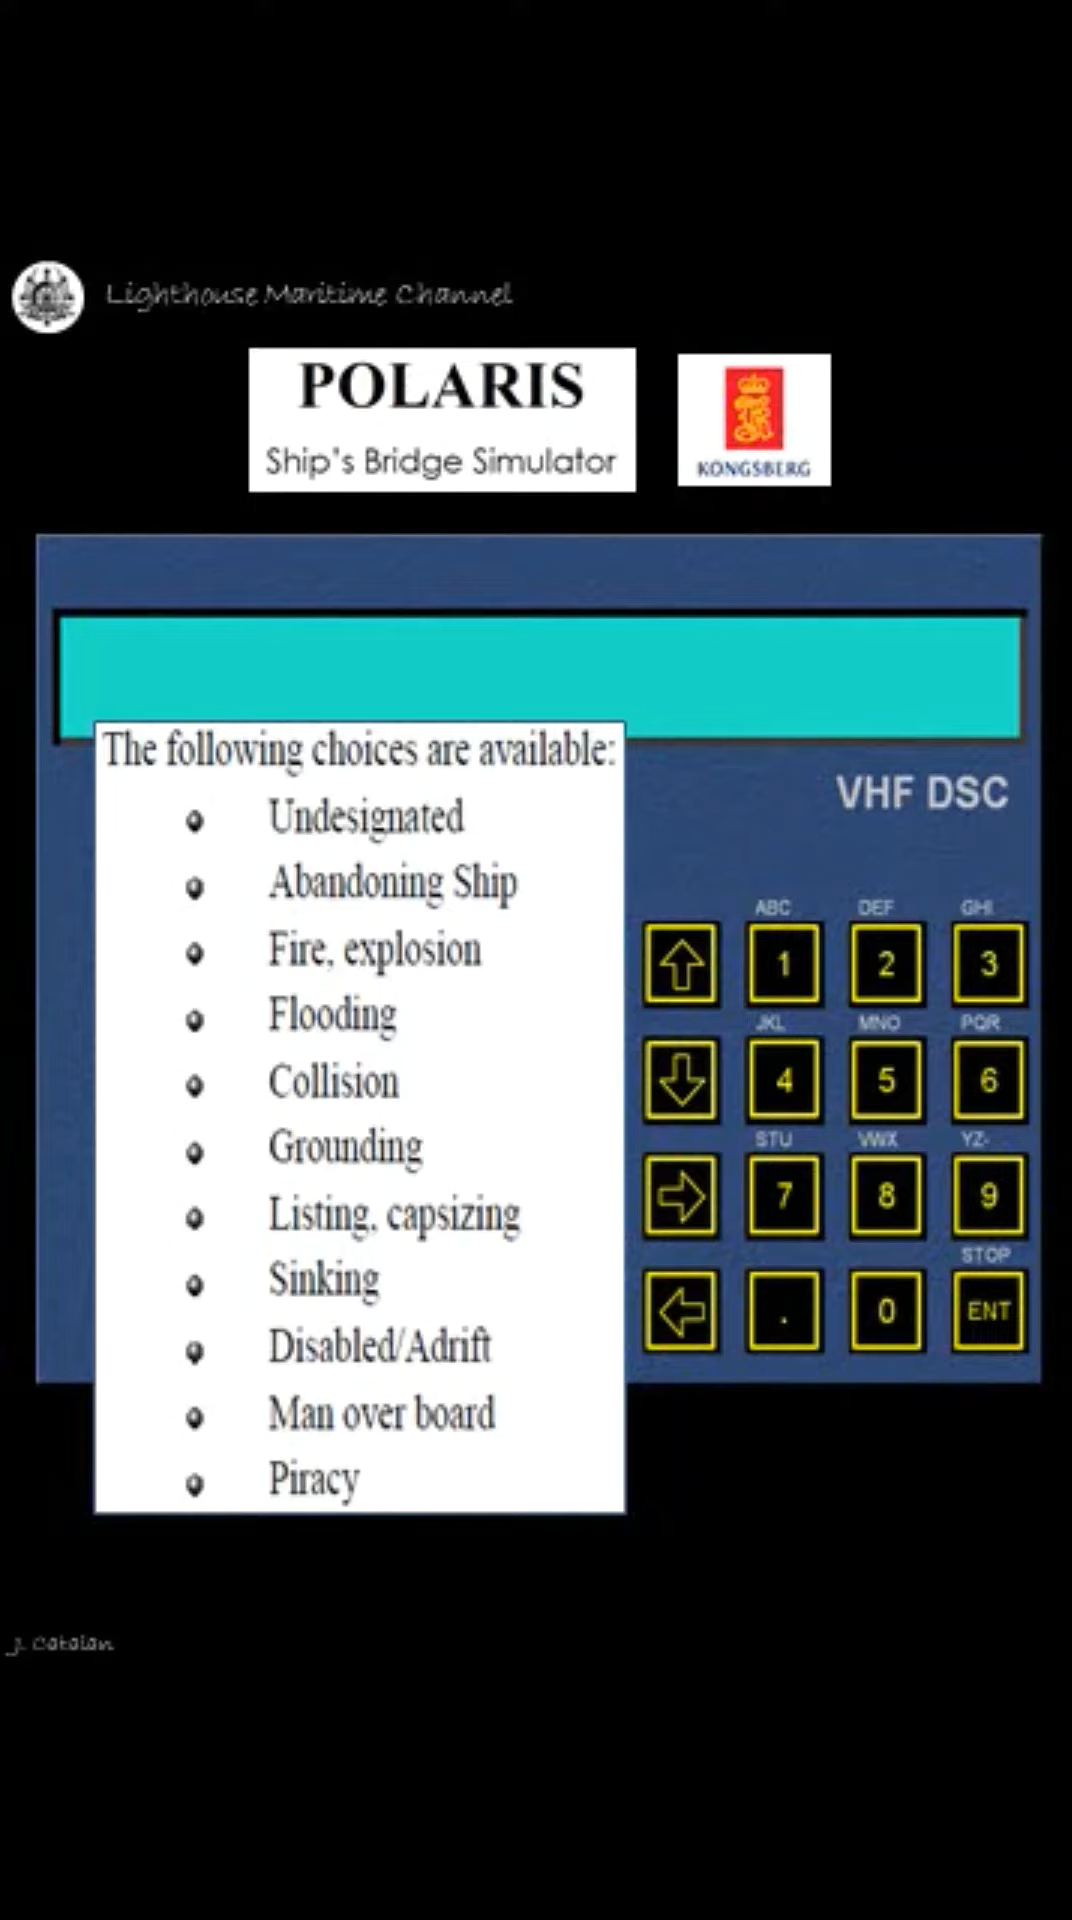 Lighthouse Maritime Channel
POLARIS
Ship's Bridge Simulator
KONGSBERG
The following choices are available:
Undesignated
Abandoning Ship
Fire, explosion
Flooding
Collision
Grounding
Listing, capsizing
Sinking
Disabled/Adrift
Man over board
Piracy
VHF DSC
ABC DEF GHI
1 2 3
JKL MNO PQR
4 5 6
STU VWX YZ-
7 8 9
STOP
. 0 ENT
J. Catalan